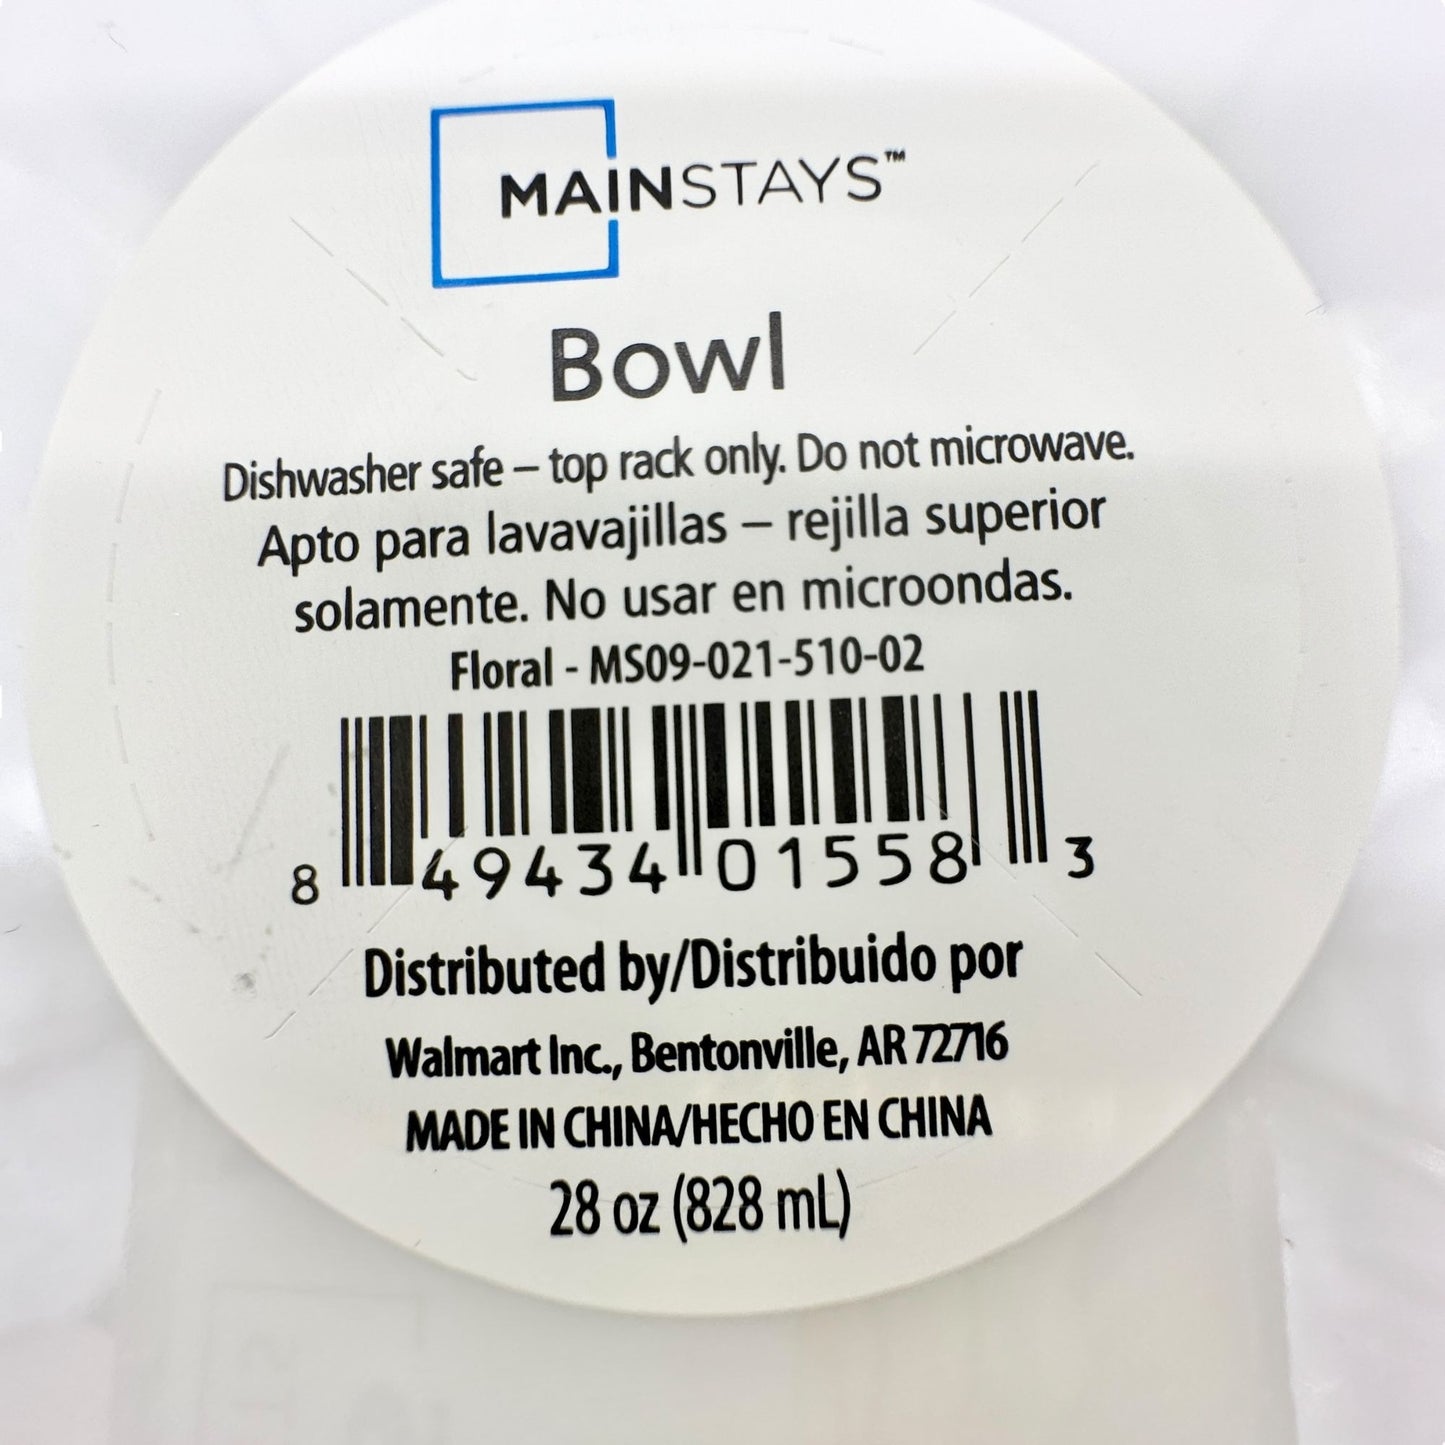 MAINSTAYS™
Bowl
Dishwasher safe – top rack only. Do not microwave.
Apto para lavavajillas – rejilla superior
solamente. No usar en microondas.
Floral - MS09-021-510-02
8 49434 01558 3
Distributed by/Distribuido por
Walmart Inc., Bentonville, AR 72716
MADE IN CHINA/HECHO EN CHINA
28 oz (828 mL)